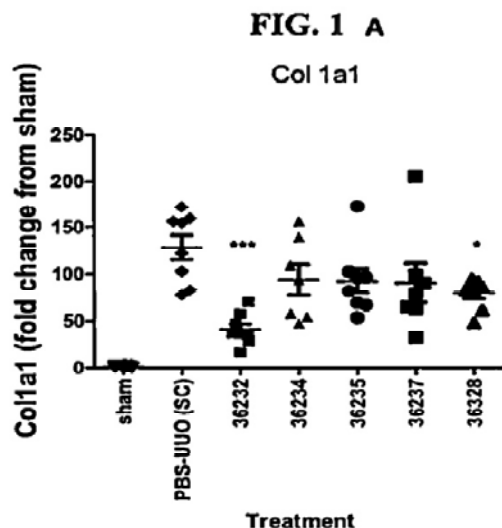 FIG. 1 A
Col 1a1
Col1a1 (fold change from sham)
250
200
150
100
50
0
***
*
sham
PBS-UUO (SC)
36232
36234
36235
36237
36328
Treatment